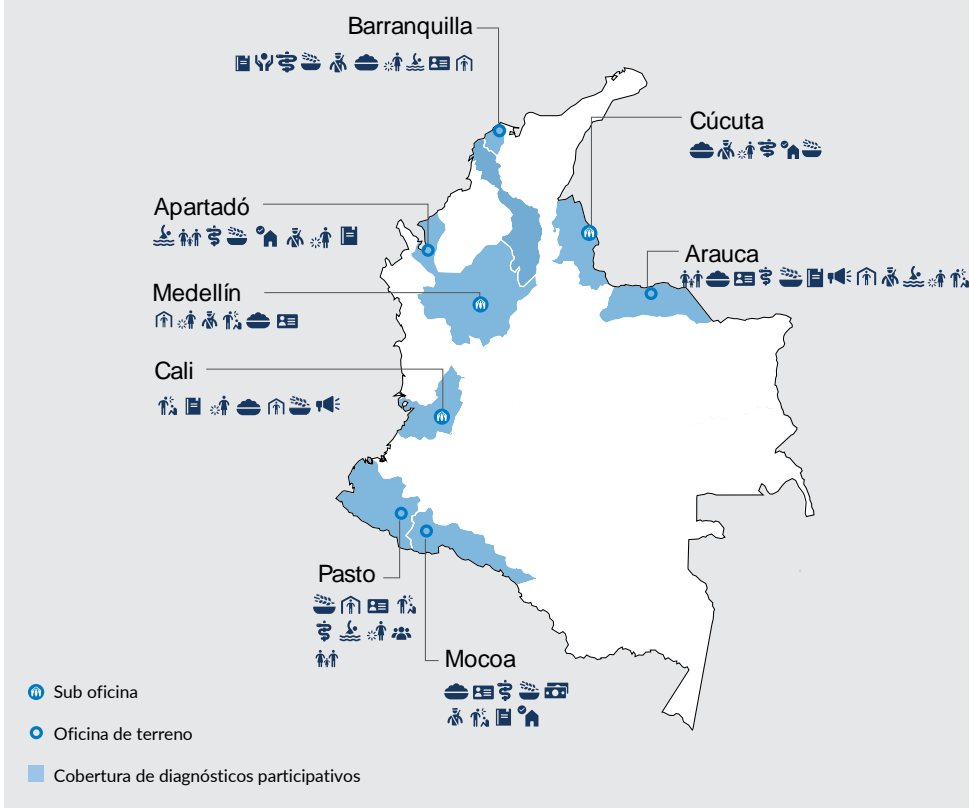 Barranquilla
Cúcuta
Apartadó
Arauca
Medellín
Cali
Pasto
Mocoa
Sub oficina
Oficina de terreno
Cobertura de diagnósticos participativos